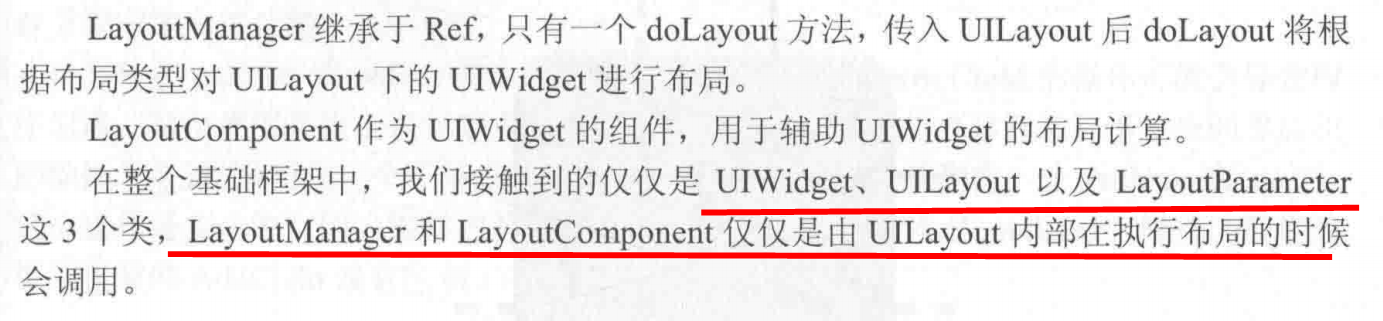 LayoutManager 继承于 Ref，只有一个 doLayout 方法，传入 UILayout 后 doLayout 将根
据布局类型对 UILayout 下的 UIWidget 进行布局。
LayoutComponent 作为 UIWidget 的组件，用于辅助 UIWidget 的布局计算。
在整个基础框架中，我们接触到的仅仅是 UIWidget、UILayout 以及 LayoutParameter
这 3 个类，LayoutManager 和 LayoutComponent 仅仅是由 UILayout 内部在执行布局的时候
会调用。